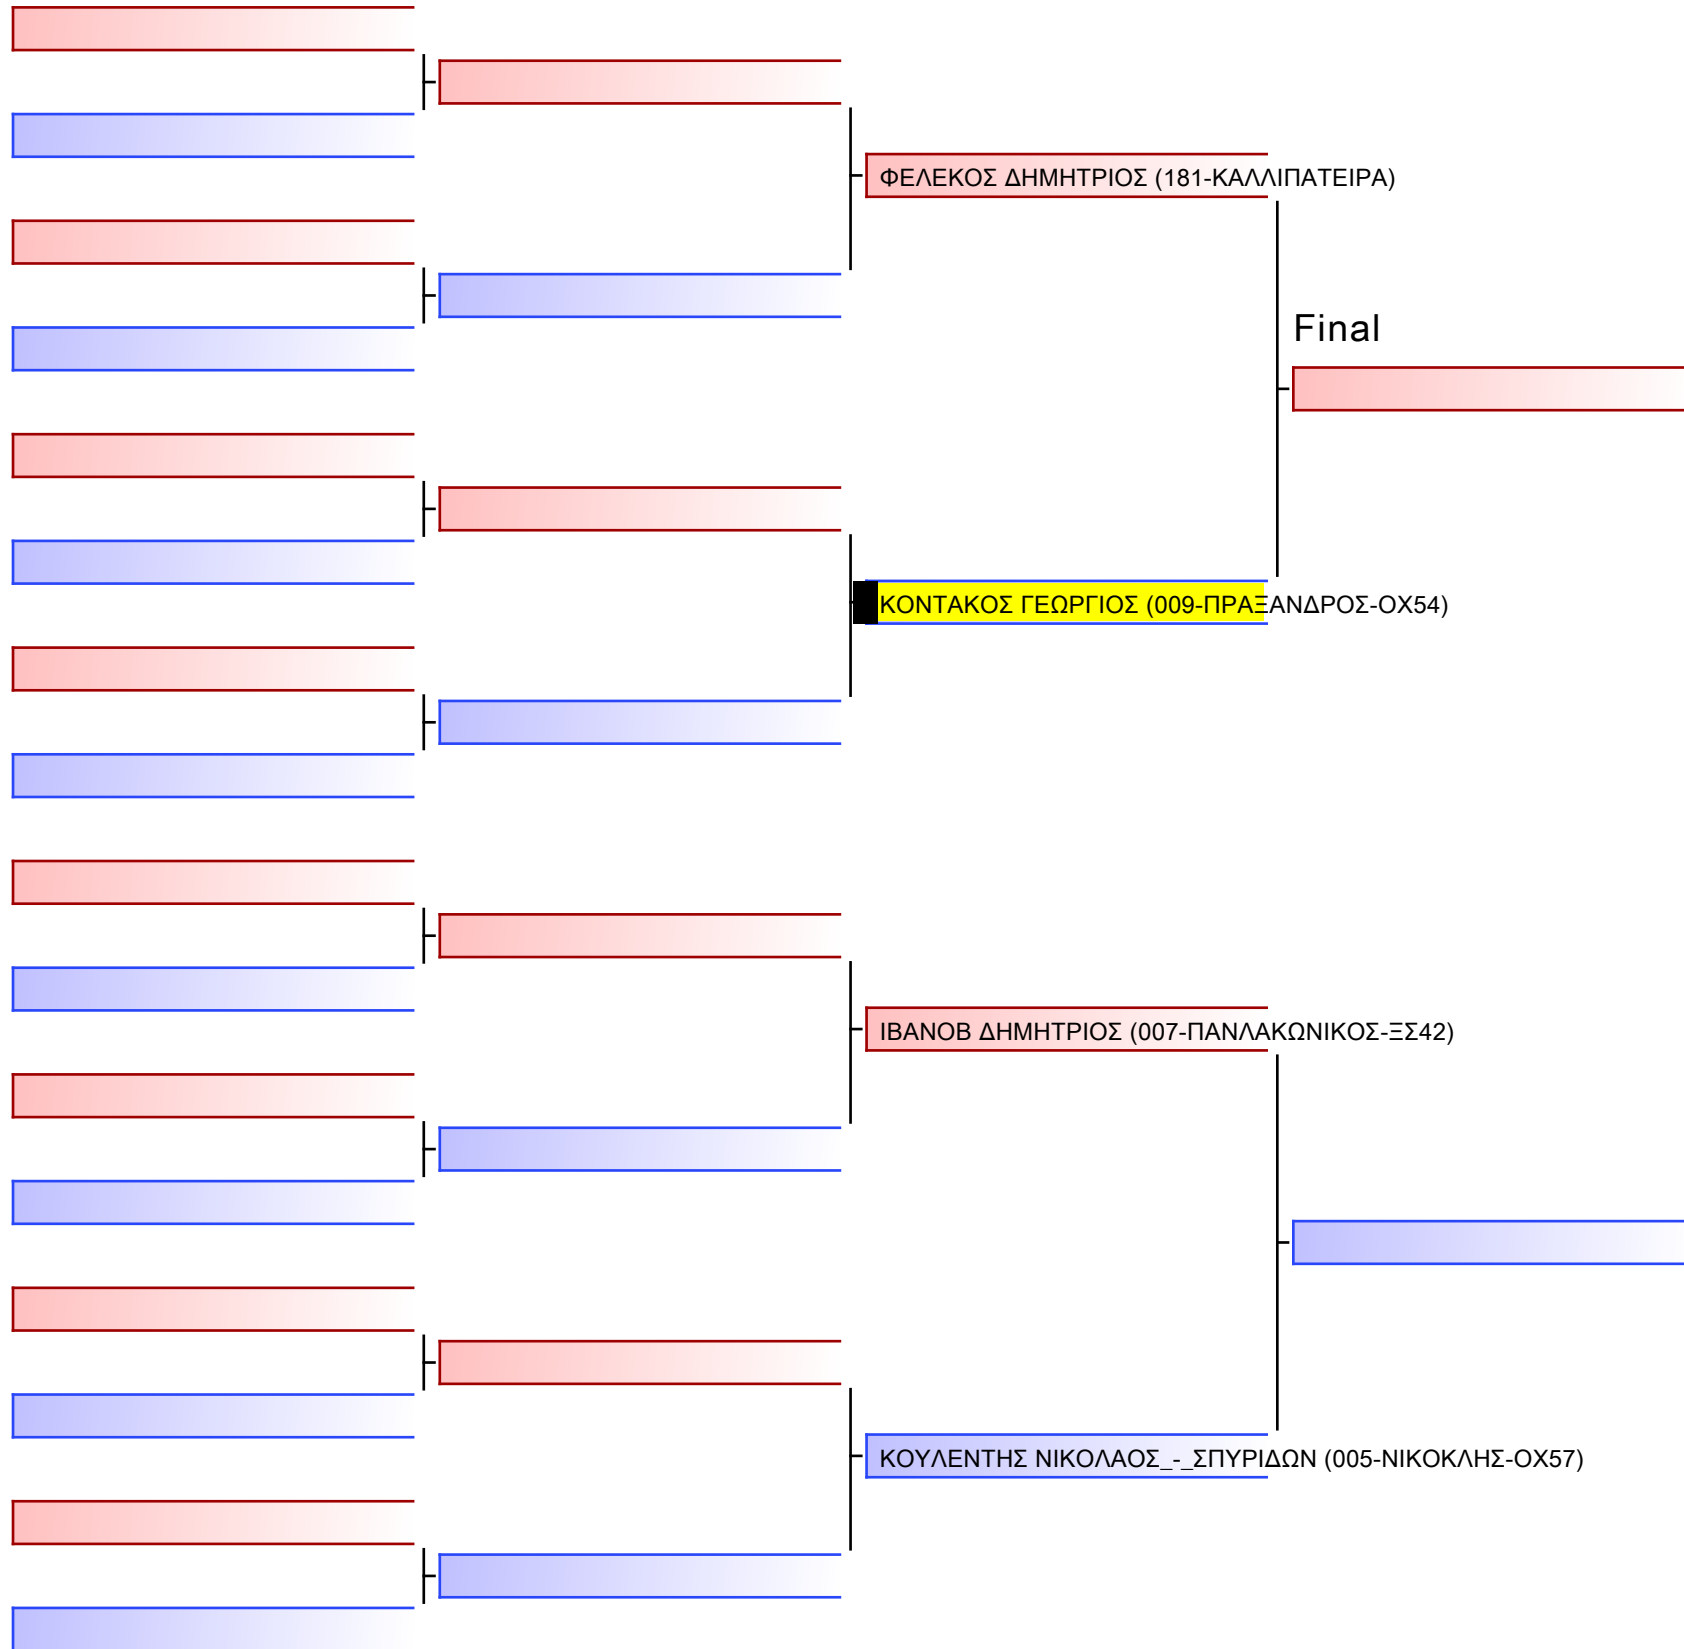 ΦΕΛΕΚΟΣ ΔΗΜΗΤΡΙΟΣ (181-ΚΑΛΛΙΠΑΤΕΙΡΑ)
Final
ΚΟΝΤΑΚΟΣ ΓΕΩΡΓΙΟΣ (009-ΠΡΑΞΑΝΔΡΟΣ-ΟΧ54)
ΙΒΑΝΟΒ ΔΗΜΗΤΡΙΟΣ (007-ΠΑΝΛΑΚΩΝΙΚΟΣ-ΞΣ42)
ΚΟΥΛΕΝΤΗΣ ΝΙΚΟΛΑΟΣ_-_ΣΠΥΡΙΔΩΝ (005-ΝΙΚΟΚΛΗΣ-ΟΧ57)